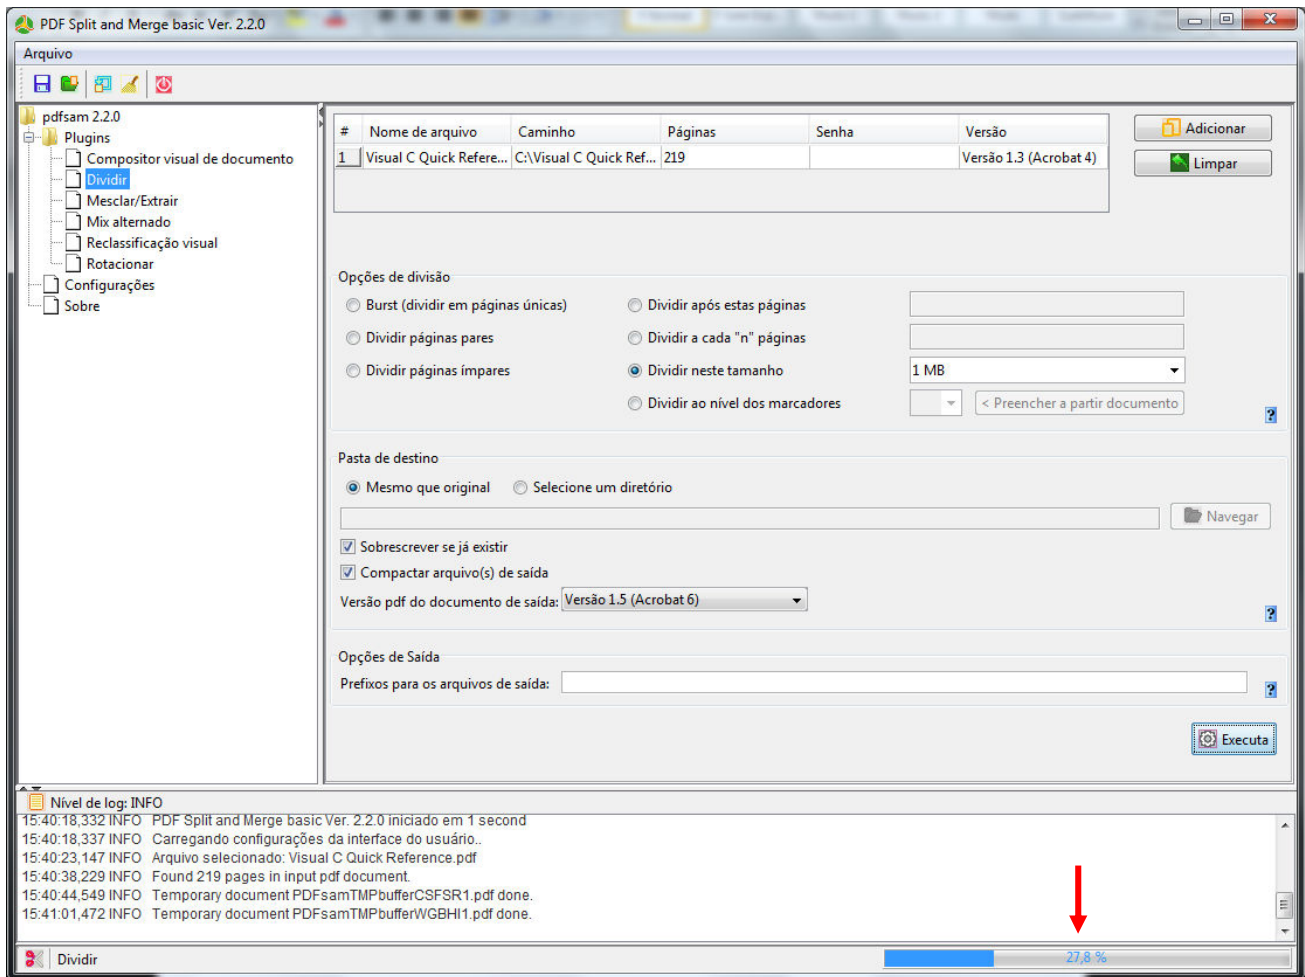 PDF Split and Merge basic Ver. 2.2.0
Arquivo
pdfsam 2.2.0
Plugins
Compositor visual de documento
Dividir
Mesclar/Extrair
Mix alternado
Reclassificação visual
Rotacionar
Configurações
Sobre
# Nome de arquivo Caminho Páginas Senha Versão
1 Visual C Quick Refere... C:\Visual C Quick Ref... 219 Versão 1.3 (Acrobat 4)
Adicionar
Limpar
Opções de divisão
Burst (dividir em páginas únicas) Dividir após estas páginas
Dividir páginas pares Dividir a cada "n" páginas
Dividir páginas ímpares Dividir neste tamanho 1 MB
Dividir ao nível dos marcadores < Preencher a partir documento
Pasta de destino
Mesmo que original Selecione um diretório
Navegar
Sobrescrever se já existir
Compactar arquivo(s) de saída
Versão pdf do documento de saída: Versão 1.5 (Acrobat 6)
Opções de Saída
Prefixos para os arquivos de saída:
Executa
Nível de log: INFO
15:40:18,332 INFO PDF Split and Merge basic Ver. 2.2.0 iniciado em 1 second
15:40:18,337 INFO Carregando configurações da interface do usuário..
15:40:23,147 INFO Arquivo selecionado: Visual C Quick Reference.pdf
15:40:38,229 INFO Found 219 pages in input pdf document.
15:40:44,549 INFO Temporary document PDFsamTMPbufferCSFSR1.pdf done.
15:41:01,472 INFO Temporary document PDFsamTMPbufferWGBHI1.pdf done.
Dividir 27,8 %